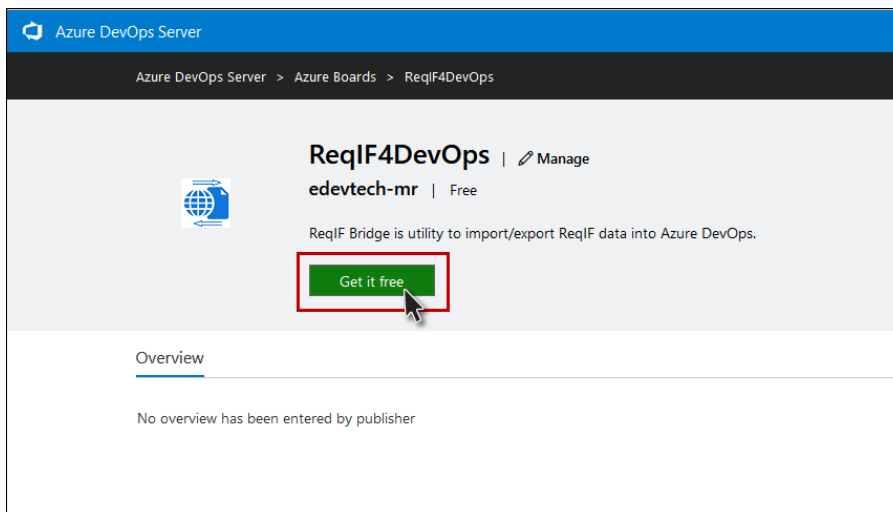 Azure DevOps Server
Azure DevOps Server > Azure Boards > ReqIF4DevOps
ReqIF4DevOps | Manage
edevtech-mr | Free
ReqIF Bridge is utility to import/export ReqIF data into Azure DevOps.
Get it free
Overview
No overview has been entered by publisher